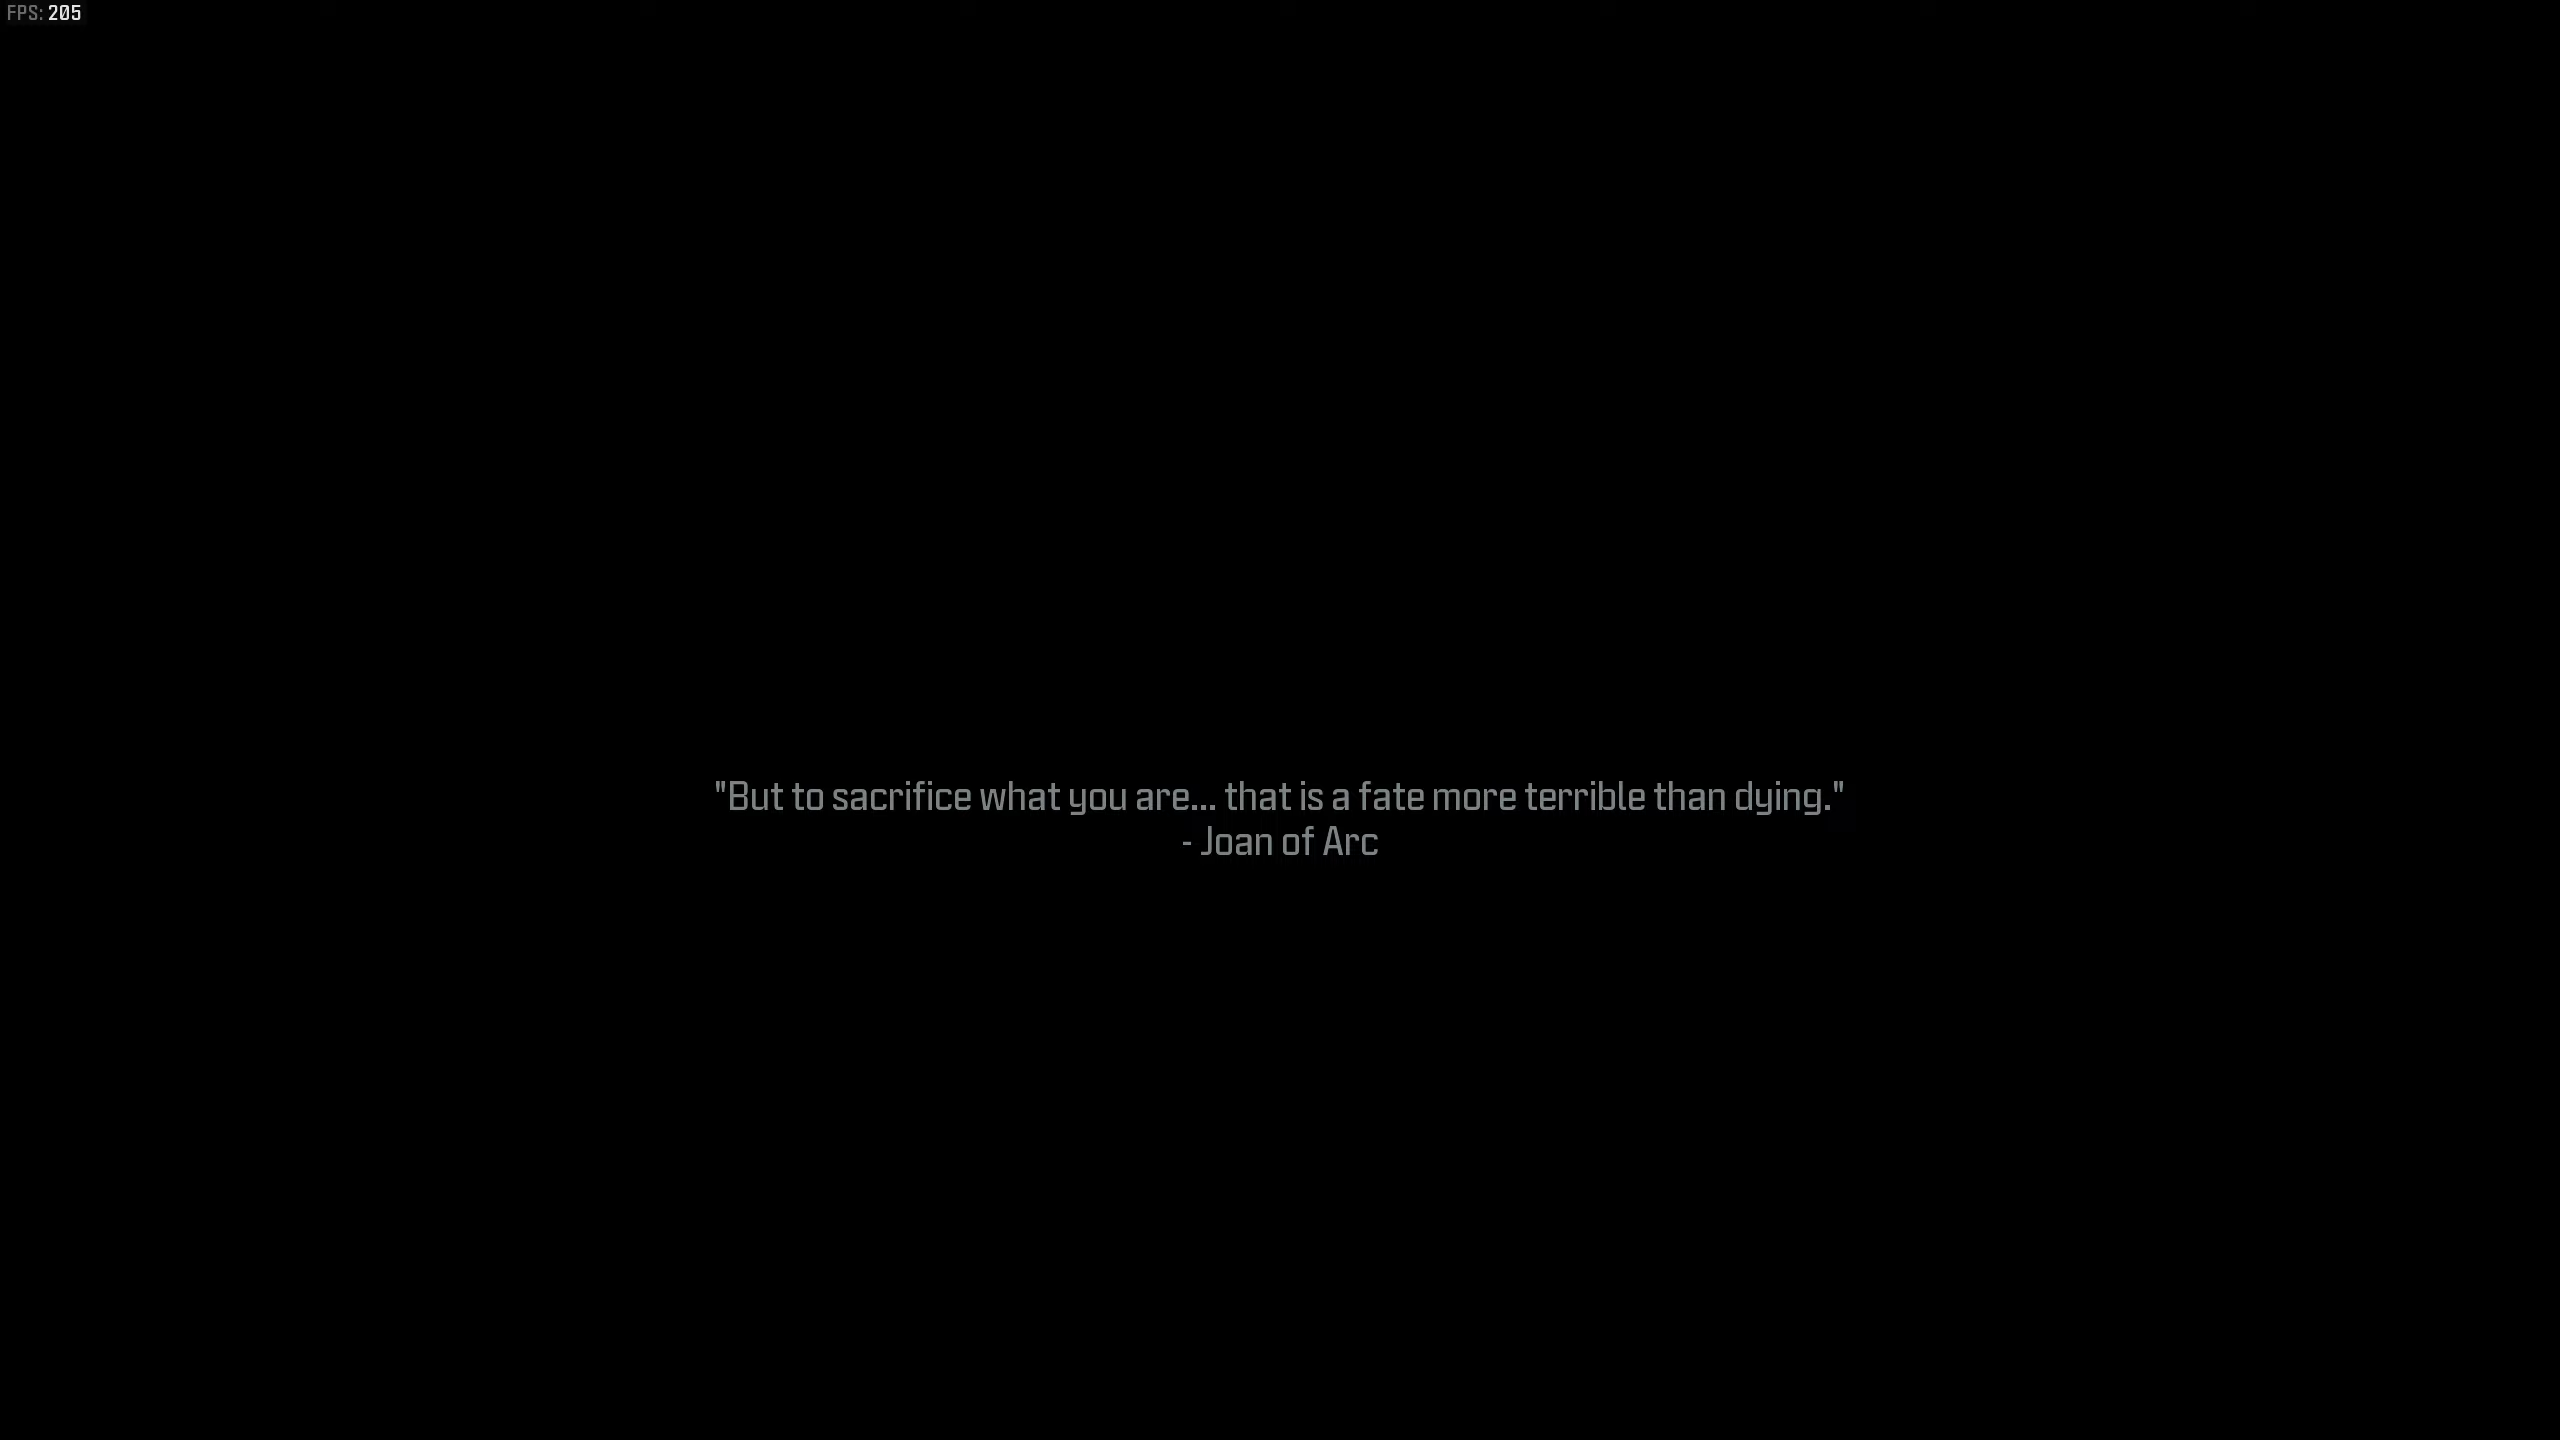 FPS: 205
"But to sacrifice what you are... that is a fate more terrible than dying."
- Joan of Arc